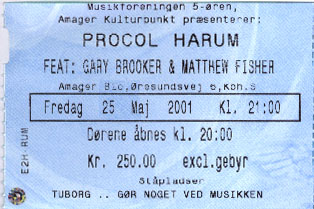 Musikforeningen 5-øren,
Amager Kulturpunkt præsenterer:
PROCOL HARUM
FEAT: GARY BROOKER & MATTHEW FISHER
Amager Bio, Øresundsvej 6, Kbh.S
Fredag 25 Maj 2001 Kl. 21:00
Dørene åbnes kl. 20:00
Kr. 250.00 excl.gebyr
Ståpladser
TUBORG .. GØR NOGET VED MUSIKKEN
E2H-RUM